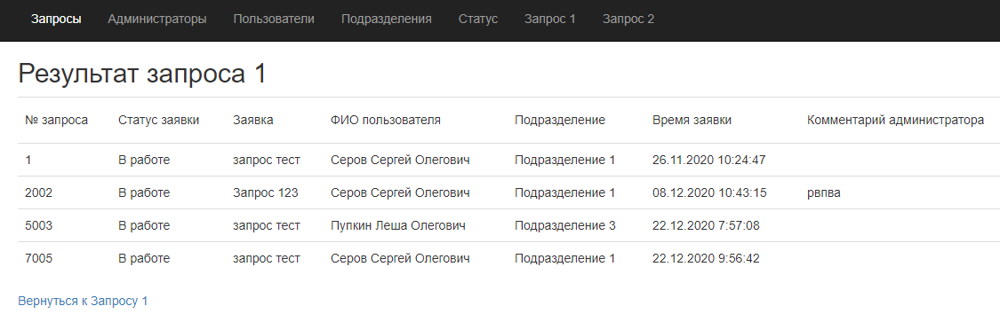 Запросы Администраторы Пользователи Подразделения Статус Запрос 1 Запрос 2
Результат запроса 1
№ запроса Статус заявки Заявка ФИО пользователя Подразделение Время заявки Комментарий администратора
1 В работе запрос тест Серов Сергей Олегович Подразделение 1 26.11.2020 10:24:47
2002 В работе Запрос 123 Серов Сергей Олегович Подразделение 1 08.12.2020 10:43:15 рвпва
5003 В работе запрос тест Пупкин Леша Олегович Подразделение 3 22.12.2020 7:57:08
7005 В работе запрос тест Серов Сергей Олегович Подразделение 1 22.12.2020 9:56:42
Вернуться к Запросу 1